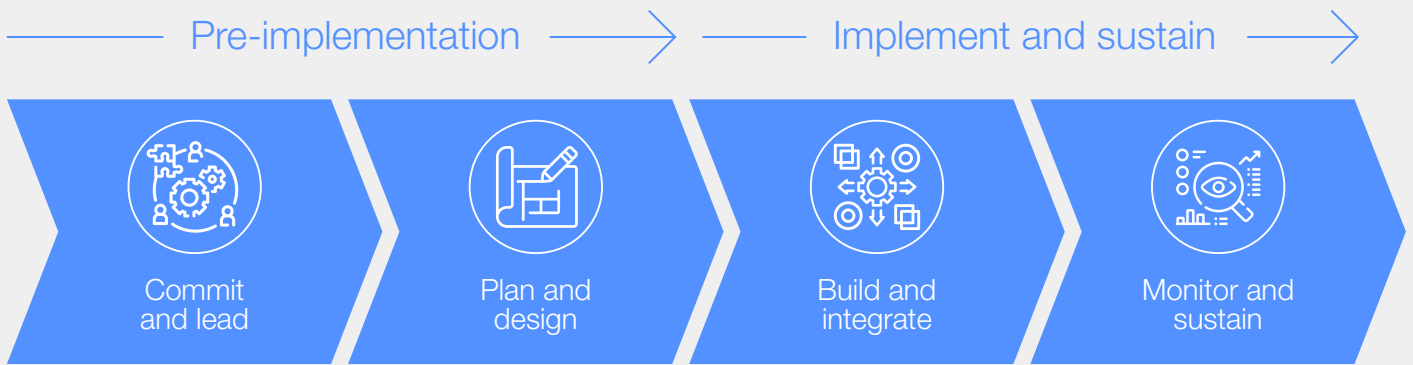 Pre-implementation
Implement and sustain
Commit
and lead
Plan and
design
Build and
integrate
Monitor and
sustain